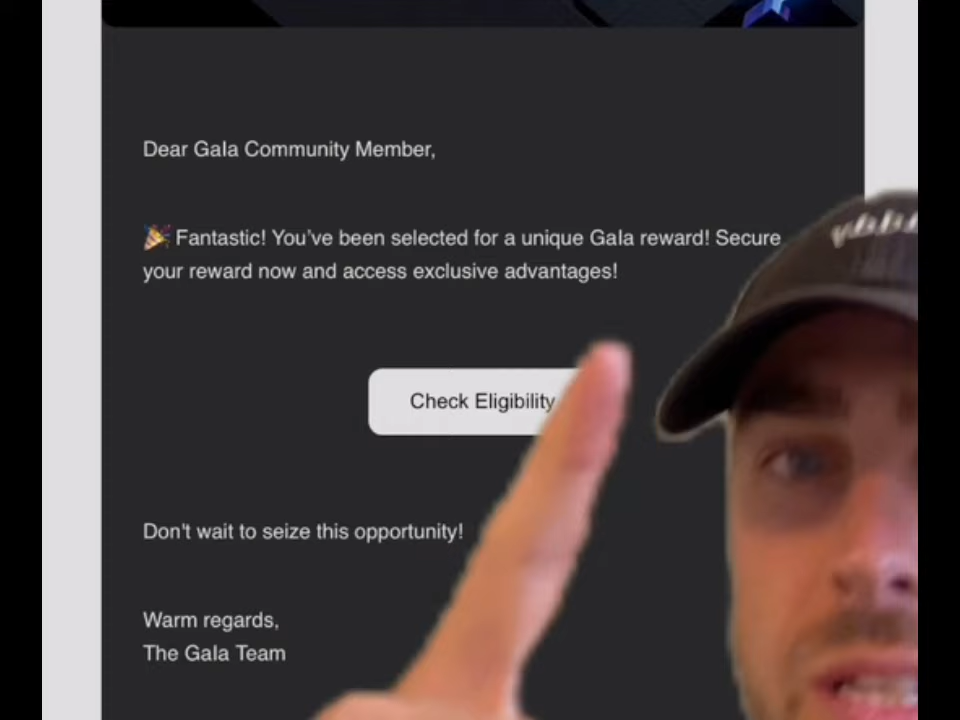 Dear Gala Community Member,
🎉 Fantastic! You've been selected for a unique Gala reward! Secure
your reward now and access exclusive advantages!
Check Eligibility
Don't wait to seize this opportunity!
Warm regards,
The Gala Team